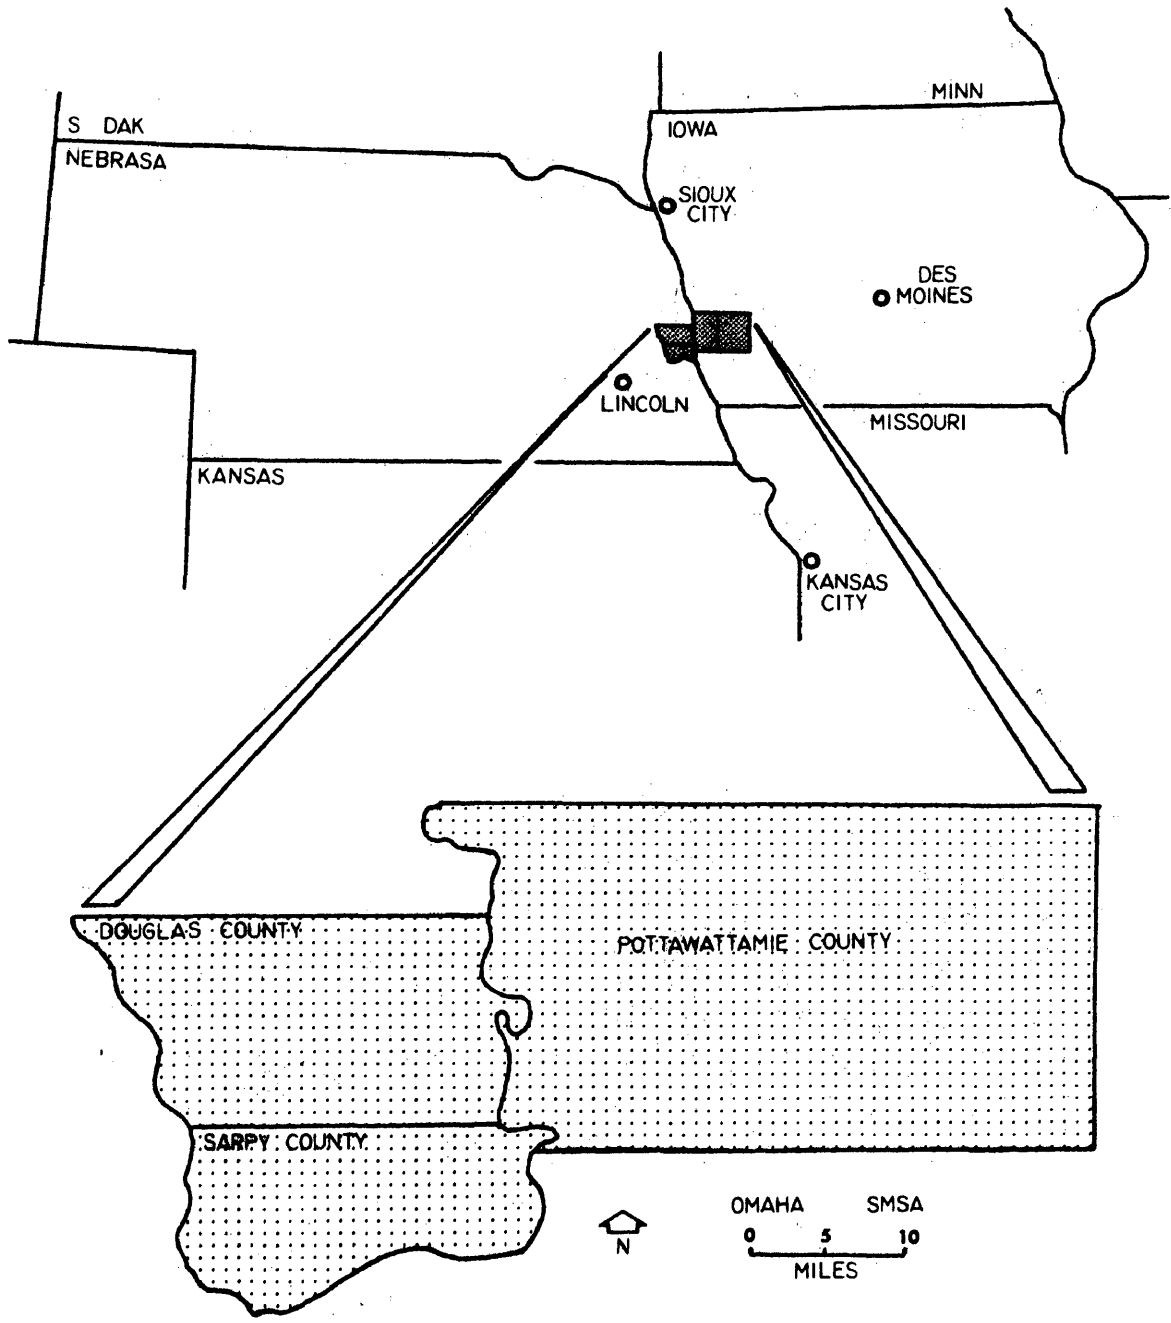 MINN
S DAK
IOWA
NEBRASA
SIOUX
CITY
DES
MOINES
LINCOLN
MISSOURI
KANSAS
KANSAS
CITY
DOUGLAS COUNTY
POTTAWATTAMIE COUNTY
SARPY COUNTY
OMAHA SMSA
N
0 5 10
MILES